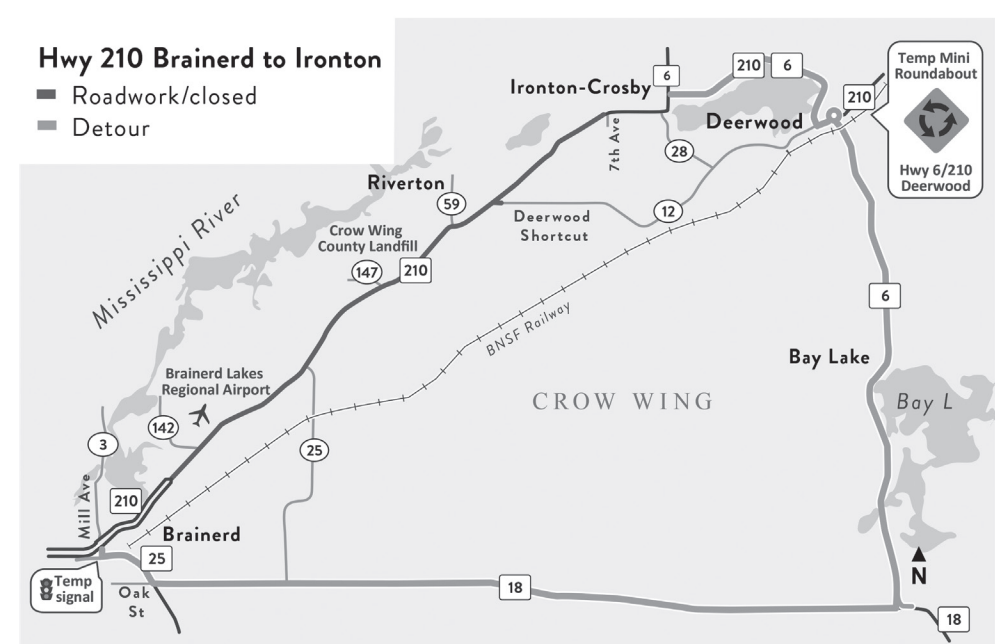 Hwy 210 Brainerd to Ironton
Roadwork/closed
Detour
6
210
6
Temp Mini
Roundabout
Hwy 6/210
Deerwood
Ironton-Crosby
210
Deerwood
7th Ave
28
Riverton
59
12
Deerwood
Shortcut
Mississippi River
Crow Wing
County Landfill
147
210
BNSF Railway
6
Bay Lake
Brainerd Lakes
Regional Airport
CROW WING
Bay L
142
3
25
Mill Ave
210
Brainerd
25
N
Temp
signal
Oak
St
18
18